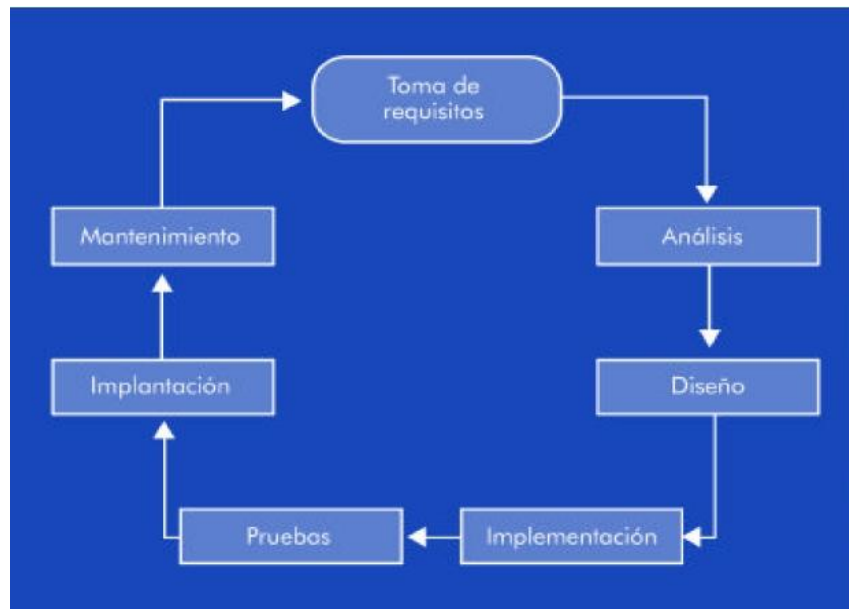 Toma de
requisitos
Mantenimiento
Análisis
Implantación
Diseño
Pruebas
Implementación